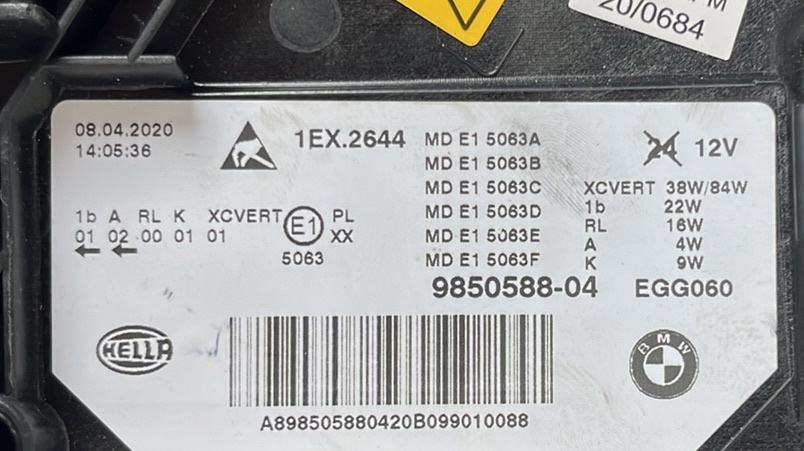 PM
20/0684
08.04.2020
14:05:36
1EX.2644
MD E1 5063A
MD E1 5063B
MD E1 5063C
MD E1 5063D
MD E1 5063E
MD E1 5063F
24 12V
XCVERT 38W/84W
1b 22W
RL 16W
A 4W
K 9W
1b A RL K XCVERT E1 PL
01 02 00 01 01 XX
5063
9850588-04 EGG060
HELLA
BMW
A898505880420B099010088